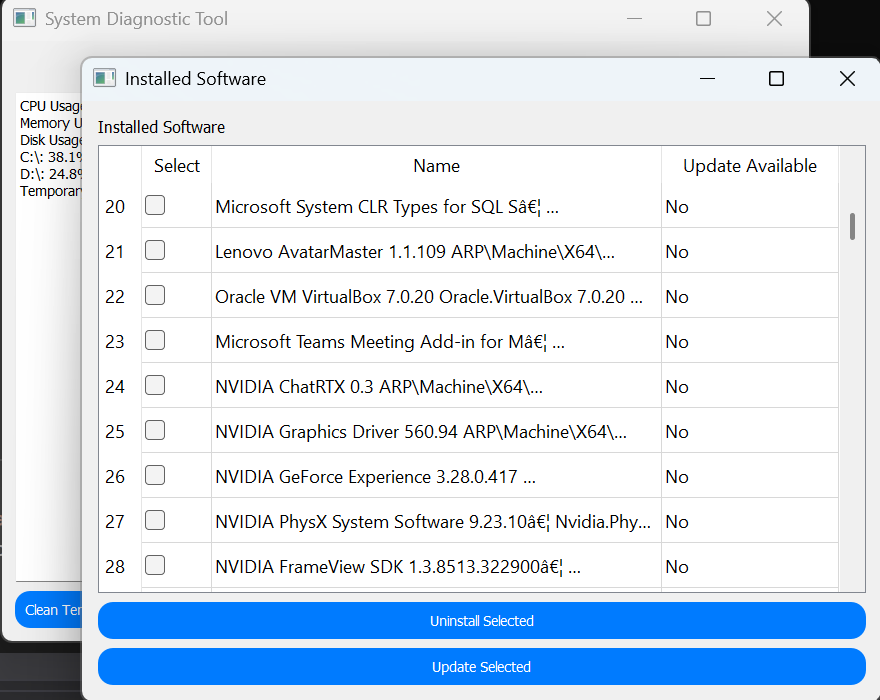 System Diagnostic Tool
Installed Software
CPU Usag
Memory U
Disk Usage
C:\: 38.1%
D:\: 24.8%
Temporar
Installed Software
Select Name Update Available
20 Microsoft System CLR Types for SQL Sâ€¦ ... No
21 Lenovo AvatarMaster 1.1.109 ARP\Machine\X64\... No
22 Oracle VM VirtualBox 7.0.20 Oracle.VirtualBox 7.0.20 ... No
23 Microsoft Teams Meeting Add-in for Mâ€¦ ... No
24 NVIDIA ChatRTX 0.3 ARP\Machine\X64\... No
25 NVIDIA Graphics Driver 560.94 ARP\Machine\X64\... No
26 NVIDIA GeForce Experience 3.28.0.417 ... No
27 NVIDIA PhysX System Software 9.23.10â€¦ Nvidia.Phy... No
28 NVIDIA FrameView SDK 1.3.8513.322900â€¦ ... No
Clean Ter
Uninstall Selected
Update Selected